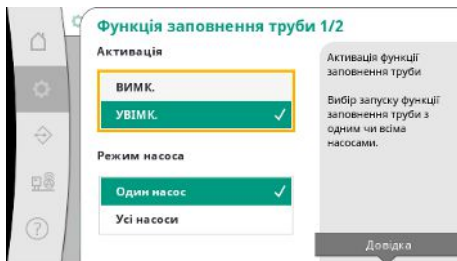 Функція заповнення труби 1/2
Активація
ВИМК.
УВІМК.
Режим насоса
Один насос
Усі насоси
Активація функції
заповнення труби
Вибір запуску функції
заповнення труби з
одним чи всіма
насосами.
Довідка